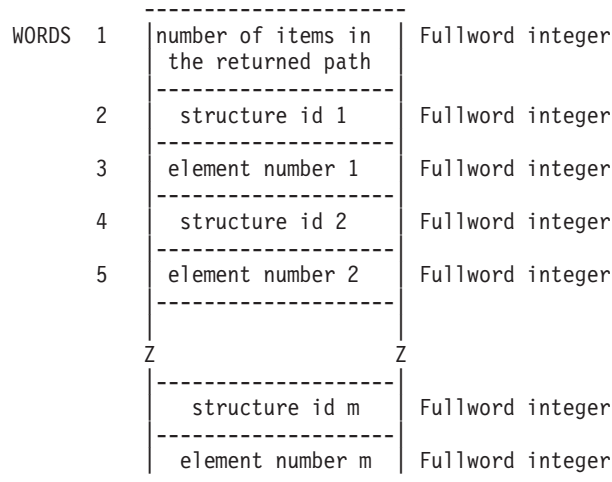 WORDS 1 number of items in Fullword integer
the returned path
2 structure id 1 Fullword integer
3 element number 1 Fullword integer
4 structure id 2 Fullword integer
5 element number 2 Fullword integer
Z Z
structure id m Fullword integer
element number m Fullword integer